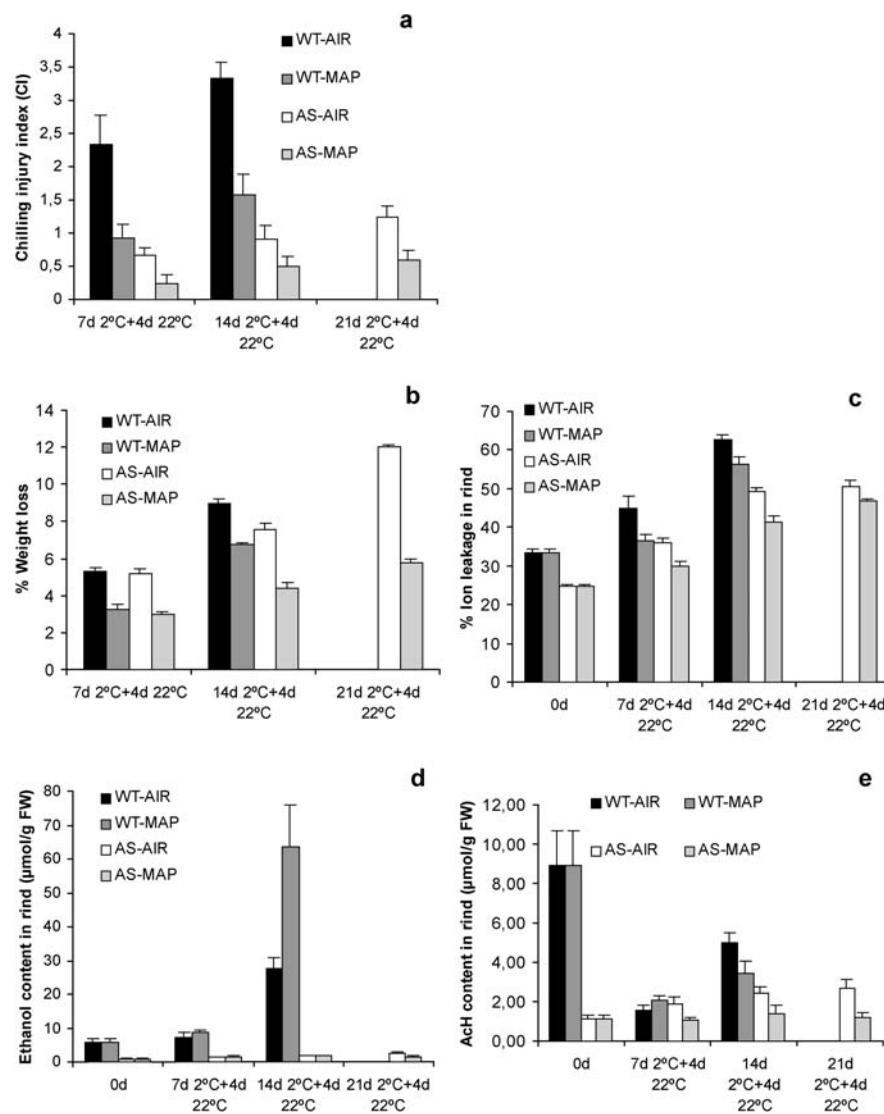 a
Chilling injury index (CI)
4
3,5
3
2,5
2
1,5
1
0,5
0
WT-AIR
WT-MAP
AS-AIR
AS-MAP
7d 2ºC+4d 22ºC
14d 2ºC+4d
22ºC
21d 2ºC+4d
22ºC
b
% Weight loss
14
12
10
8
6
4
2
0
WT-AIR
WT-MAP
AS-AIR
AS-MAP
7d 2ºC+4d 22ºC
14d 2ºC+4d
22ºC
21d 2ºC+4d
22ºC
c
% Ion leakage in rind
70
60
50
40
30
20
10
0
WT-AIR
WT-MAP
AS-AIR
AS-MAP
0d
7d 2ºC+4d
22ºC
14d 2ºC+4d
22ºC
21d 2ºC+4d
22ºC
d
Ethanol content in rind (µmol/g FW)
80
70
60
50
40
30
20
10
0
WT-AIR
WT-MAP
AS-AIR
AS-MAP
0d
7d 2ºC+4d
22ºC
14d 2ºC+4d
22ºC
21d 2ºC+4d
22ºC
e
AcH content in rind (µmol/g FW)
12,00
10,00
8,00
6,00
4,00
2,00
0,00
WT-AIR
WT-MAP
AS-AIR
AS-MAP
0d
7d 2ºC+4d
22ºC
14d
2ºC+4d
22ºC
21d
2ºC+4d
22ºC